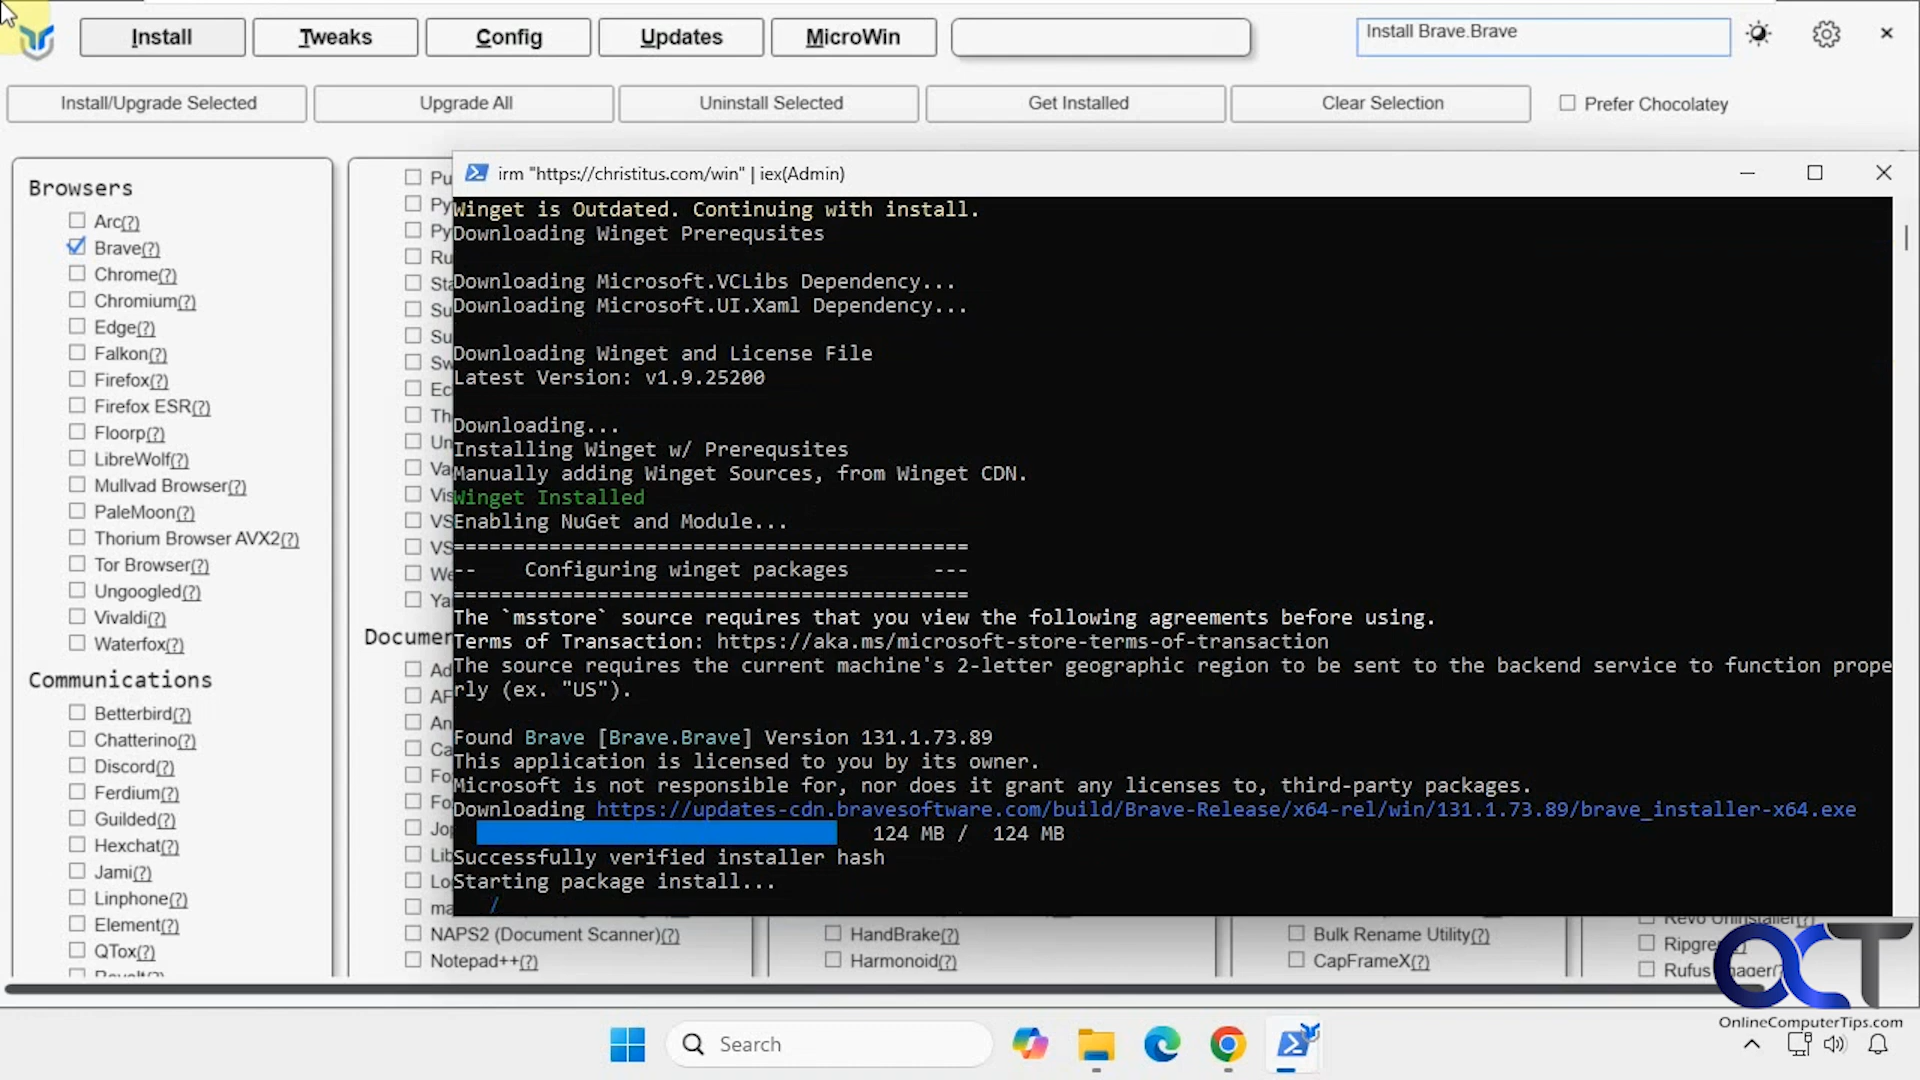 Install
Tweaks
Config
Updates
MicroWin
Install Brave.Brave
Install/Upgrade Selected
Upgrade All
Uninstall Selected
Get Installed
Clear Selection
Prefer Chocolatey
Browsers
Arc(?)
Brave(?)
Chrome(?)
Chromium(?)
Edge(?)
Falkon(?)
Firefox(?)
Firefox ESR(?)
Floorp(?)
LibreWolf(?)
Mullvad Browser(?)
PaleMoon(?)
Thorium Browser AVX2(?)
Tor Browser(?)
Ungoogled(?)
Vivaldi(?)
Waterfox(?)
Communications
Betterbird(?)
Chatterino(?)
Discord(?)
Ferdium(?)
Guilded(?)
Hexchat(?)
Jami(?)
Linphone(?)
Element(?)
QTox(?)
irm "https://christitus.com/win" | iex(Admin)
Winget is Outdated. Continuing with install.
Downloading Winget Prerequsites
Downloading Microsoft.VCLibs Dependency...
Downloading Microsoft.UI.Xaml Dependency...
Downloading Winget and License File
Latest Version: v1.9.25200
Downloading...
Installing Winget w/ Prerequsites
Manually adding Winget Sources, from Winget CDN.
Winget Installed
Enabling NuGet and Module...
===========================================
-- Configuring winget packages ---
===========================================
The `msstore` source requires that you view the following agreements before using.
Terms of Transaction: https://aka.ms/microsoft-store-terms-of-transaction
The source requires the current machine's 2-letter geographic region to be sent to the backend service to function prope
rly (ex. "US").
Found Brave [Brave.Brave] Version 131.1.73.89
This application is licensed to you by its owner.
Microsoft is not responsible for, nor does it grant any licenses to, third-party packages.
Downloading https://updates-cdn.bravesoftware.com/build/Brave-Release/x64-rel/win/131.1.73.89/brave_installer-x64.exe
124 MB / 124 MB
Successfully verified installer hash
Starting package install...
/
NAPS2 (Document Scanner)(?)
Notepad++(?)
HandBrake(?)
Harmonoid(?)
Bulk Rename Utility(?)
CapFrameX(?)
OCT
OnlineComputerTips.com
Search